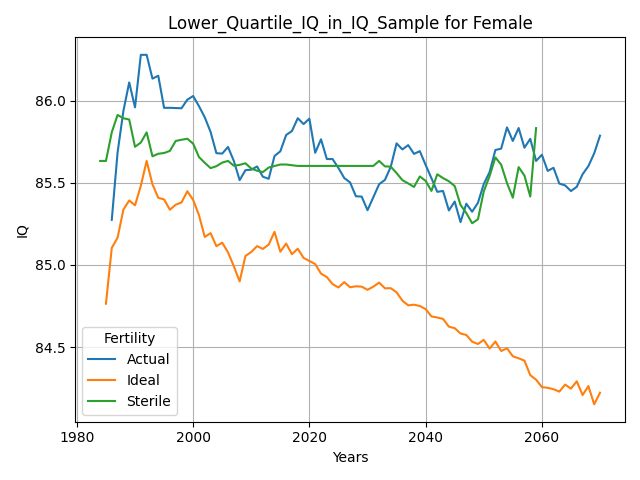 Lower_Quartile_IQ_in_IQ_Sample for Female
IQ
86.0
85.5
85.0
84.5
Fertility
Actual
Ideal
Sterile
1980
2000
2020
2040
2060
Years